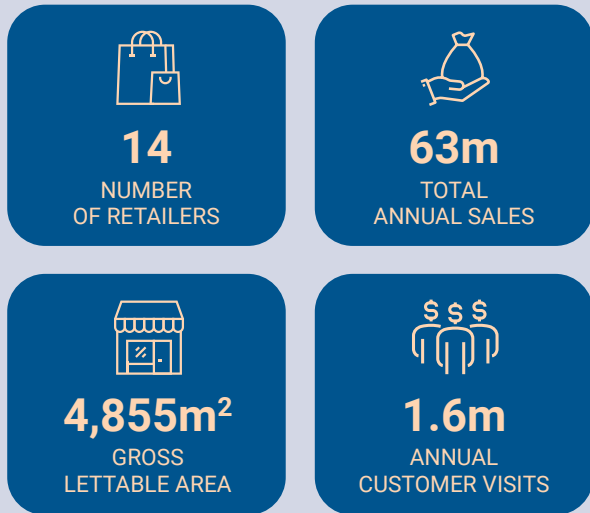 14
NUMBER
OF RETAILERS
63m
TOTAL
ANNUAL SALES
4,855m²
GROSS
LETTABLE AREA
1.6m
ANNUAL
CUSTOMER VISITS